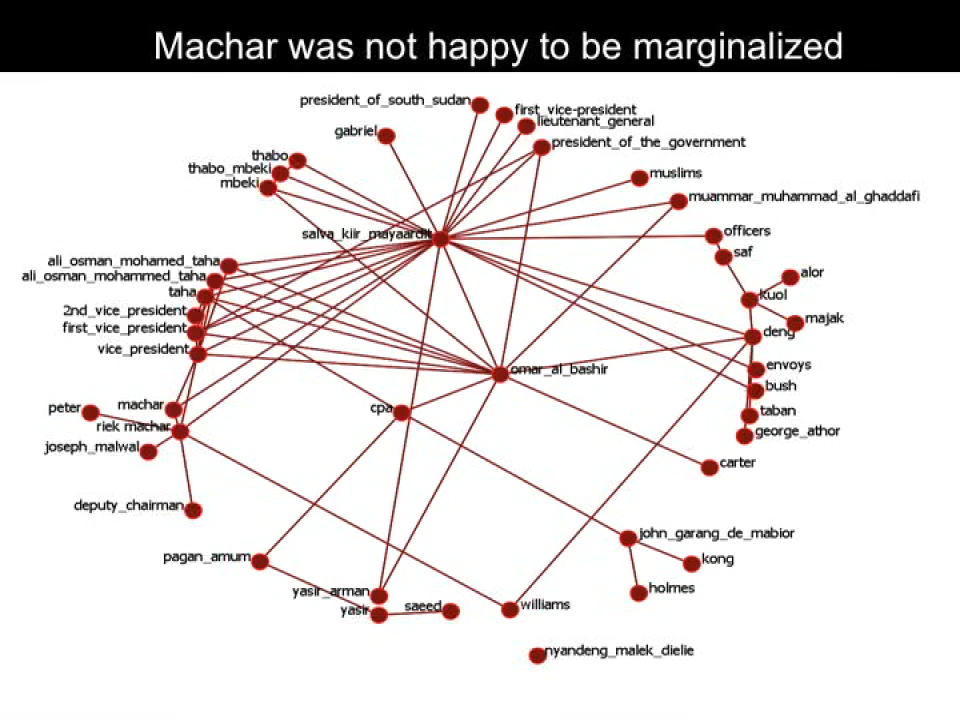 Machar was not happy to be marginalized
president_of_south_sudan
first_vice-president
lieutenant_general
gabriel
president_of_the_government
thabo
thabo_mbeki
mbeki
muslims
muammar_muhammad_al_ghaddafi
salva_kiir_mayaardit
officers
saf
ali_osman_mohamed_taha
ali_osman_mohammed_taha
taha
alor
kuol
2nd_vice_president
first_vice_president
majak
deng
vice_president
omar_al_bashir
envoys
bush
peter
machar
cpa
taban
riek machar
george_athor
joseph_malwal
carter
deputy_chairman
john_garang_de_mabior
pagan_amum
kong
yasir_arman
holmes
yasir
saeed
williams
nyandeng_malek_dielie